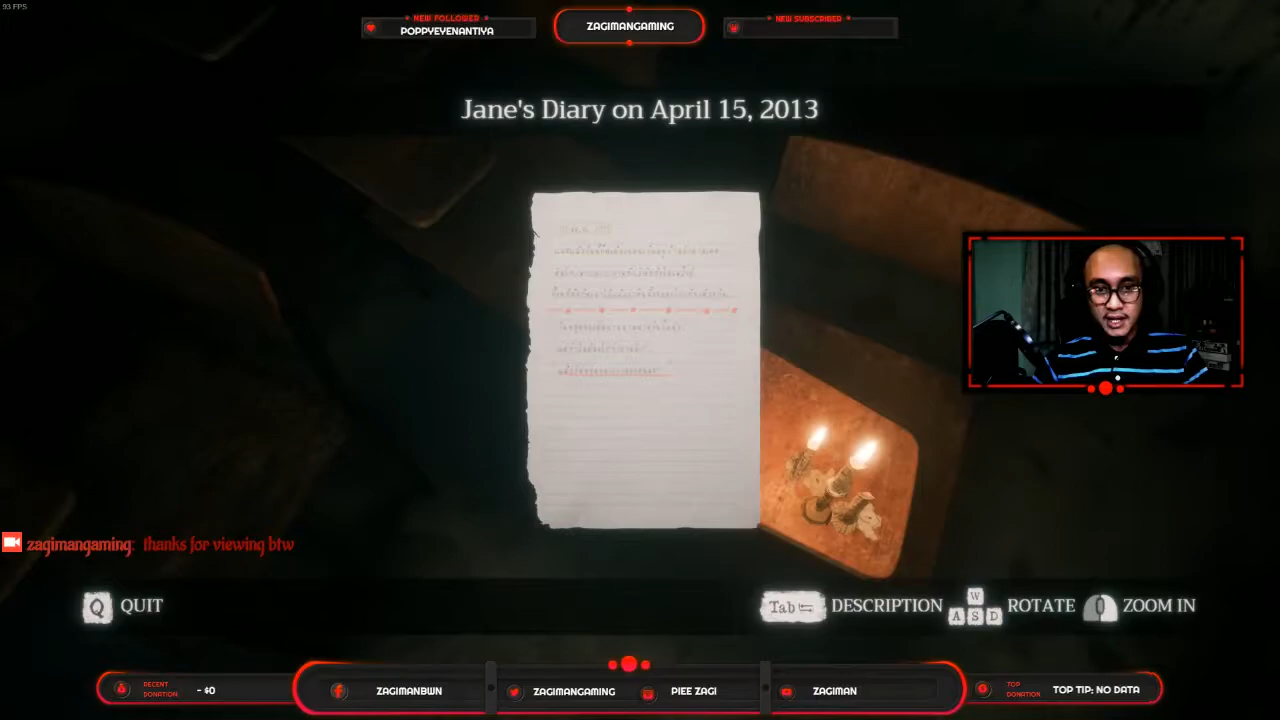 93 FPS
NEW FOLLOWER
POPPYEYENANTIYA
ZAGIMANGAMING
NEW SUBSCRIBER
Jane's Diary on April 15, 2013
zagimangaming: thanks for viewing btw
Q QUIT
Tab DESCRIPTION
W A S D ROTATE
ZOOM IN
RECENT DONATION: - $0
ZAGIMANBWN
ZAGIMANGAMING
PIEE ZAGI
ZAGIMAN
TOP DONATION
TOP TIP: NO DATA